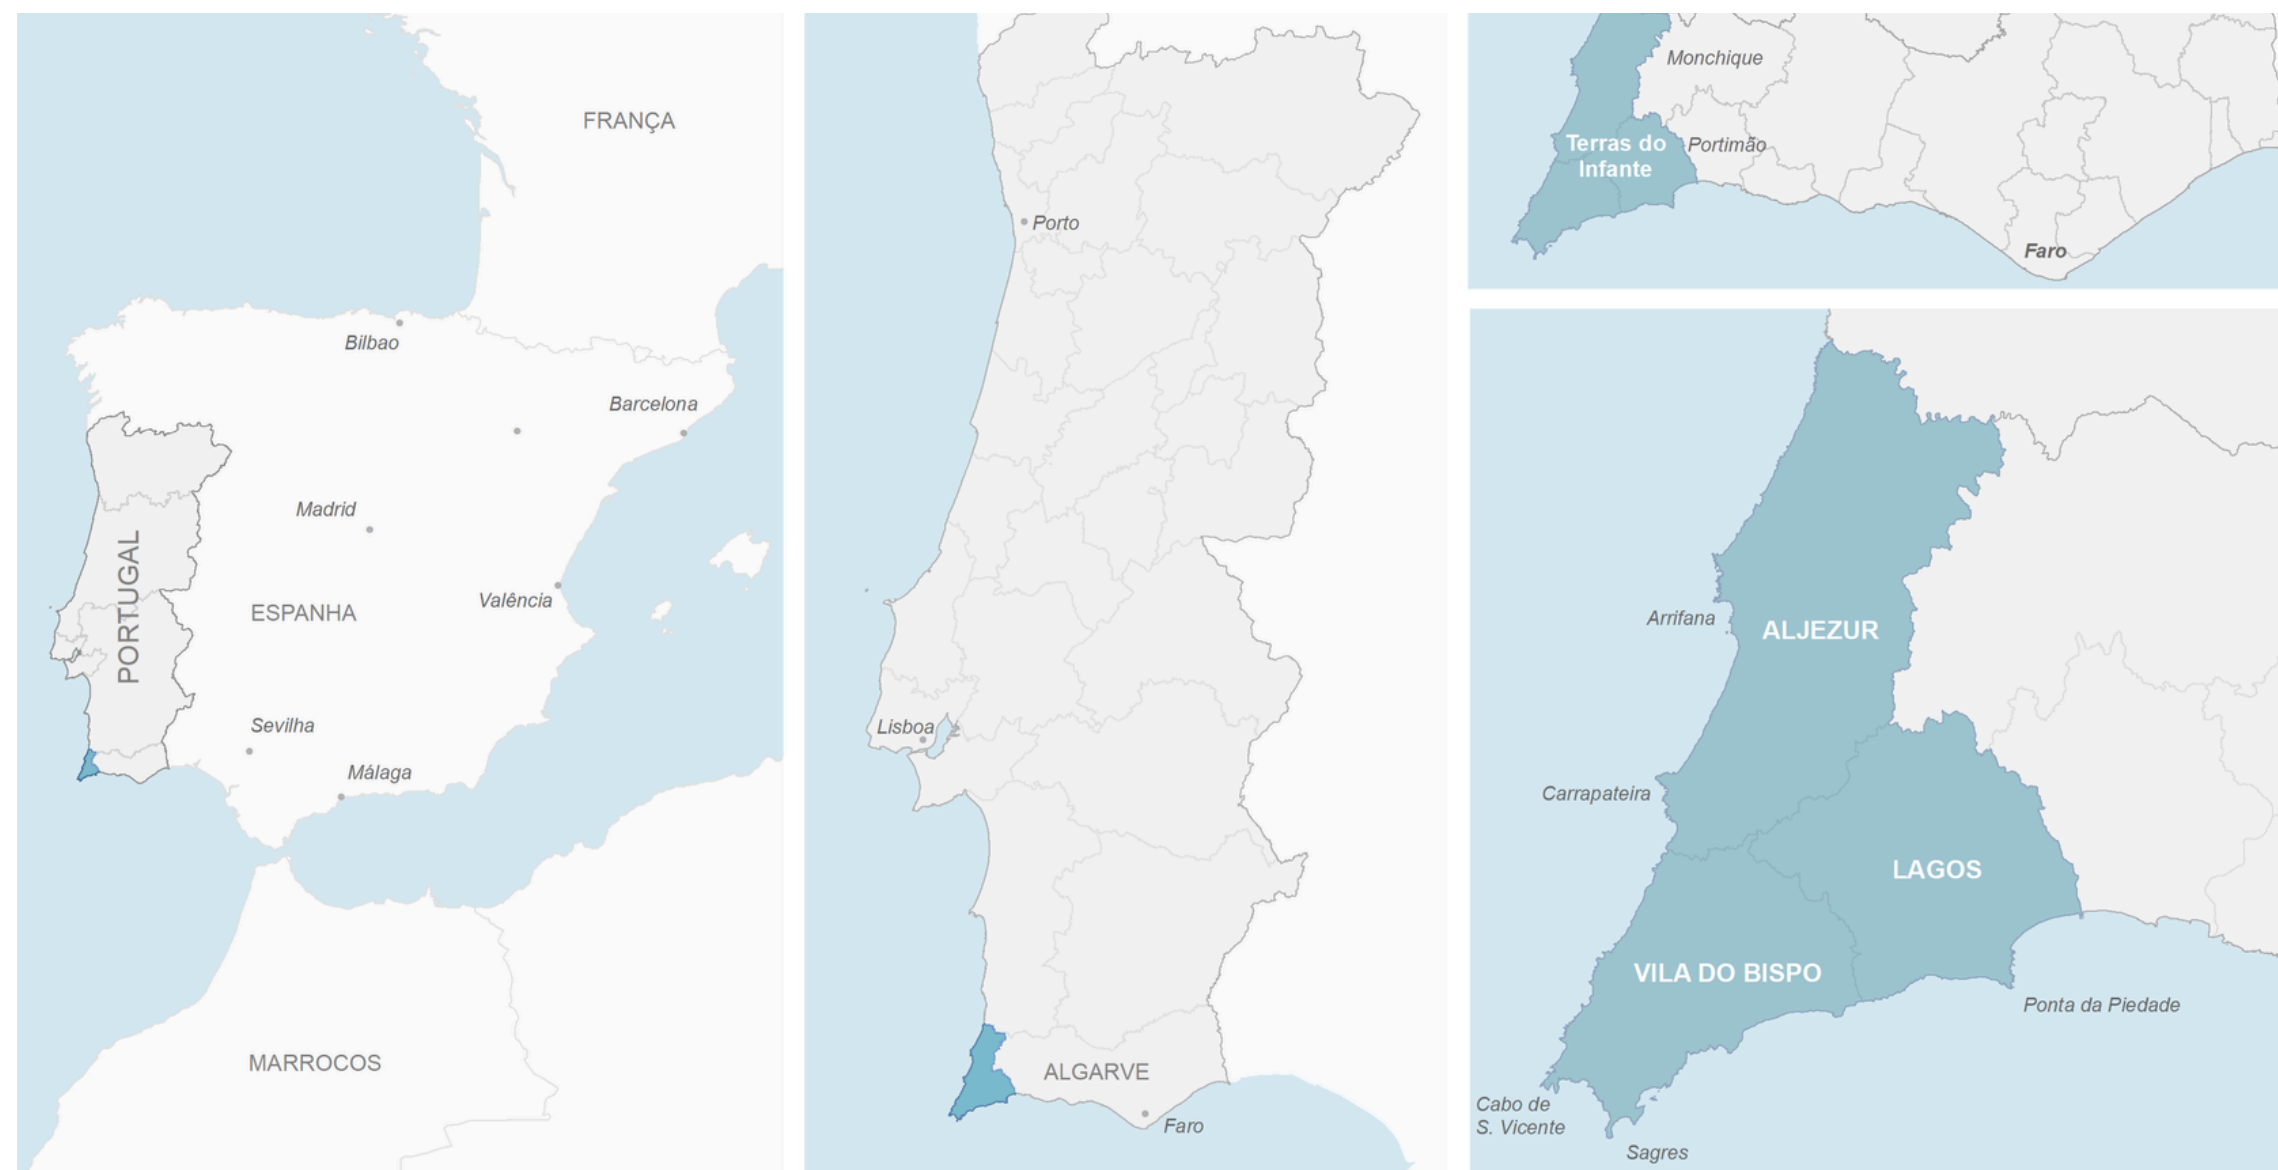 FRANÇA
Bilbao
Barcelona
Madrid
PORTUGAL
Valência
ESPANHA
Sevilha
Málaga
MARROCOS
Porto
Lisboa
ALGARVE
Faro
Monchique
Terras do
Infante
Portimão
Faro
Arrifana
ALJEZUR
Carrapateira
LAGOS
VILA DO BISPO
Ponta da Piedade
Cabo de
S. Vicente
Sagres